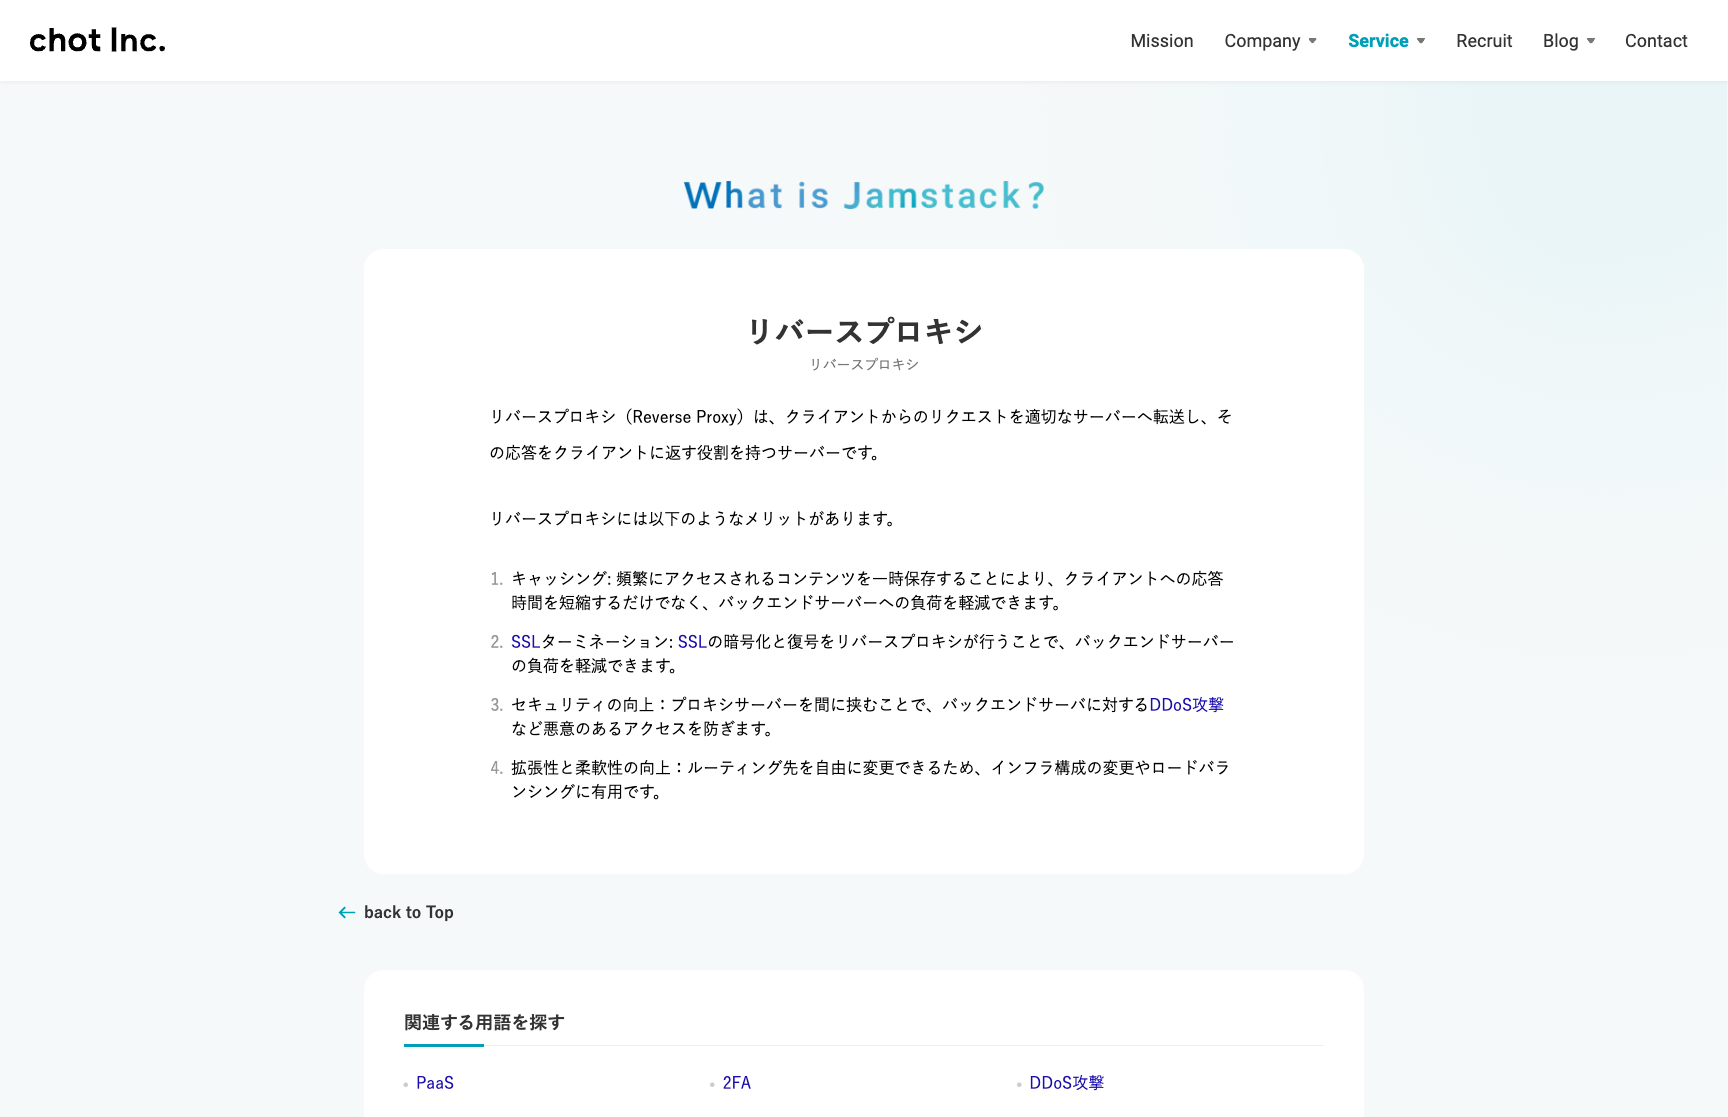 chot Inc.
Mission
Company
Service
Recruit
Blog
Contact
What is Jamstack?
リバースプロキシ
リバースプロキシ
リバースプロキシ（Reverse Proxy）は、クライアントからのリクエストを適切なサーバーへ転送し、そ
の応答をクライアントに返す役割を持つサーバーです。
リバースプロキシには以下のようなメリットがあります。
1. キャッシング: 頻繁にアクセスされるコンテンツを一時保存することにより、クライアントへの応答
時間を短縮するだけでなく、バックエンドサーバーへの負荷を軽減できます。
2. SSLターミネーション: SSLの暗号化と復号をリバースプロキシが行うことで、バックエンドサーバー
の負荷を軽減できます。
3. セキュリティの向上：プロキシサーバーを間に挟むことで、バックエンドサーバに対するDDoS攻撃
など悪意のあるアクセスを防ぎます。
4. 拡張性と柔軟性の向上：ルーティング先を自由に変更できるため、インフラ構成の変更やロードバラ
ンシングに有用です。
← back to Top
関連する用語を探す
PaaS
2FA
DDoS攻撃